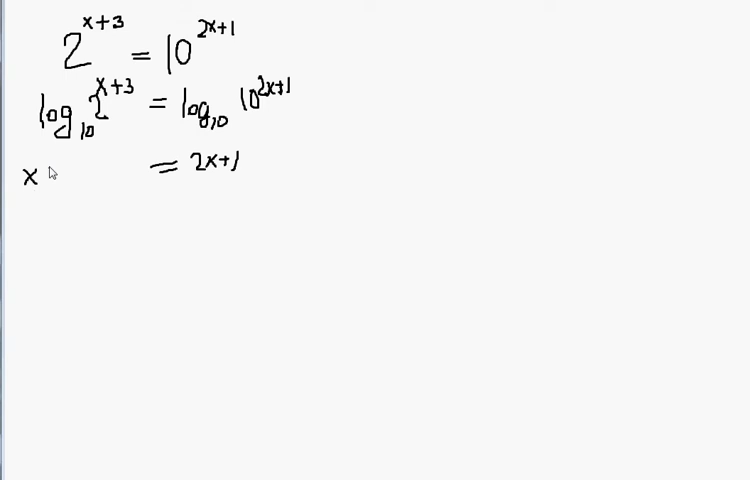 2^{x+3} = 10^{2x+1}
log_{10} 2^{x+3} = log_{10} 10^{2x+1}
x = 2x+1